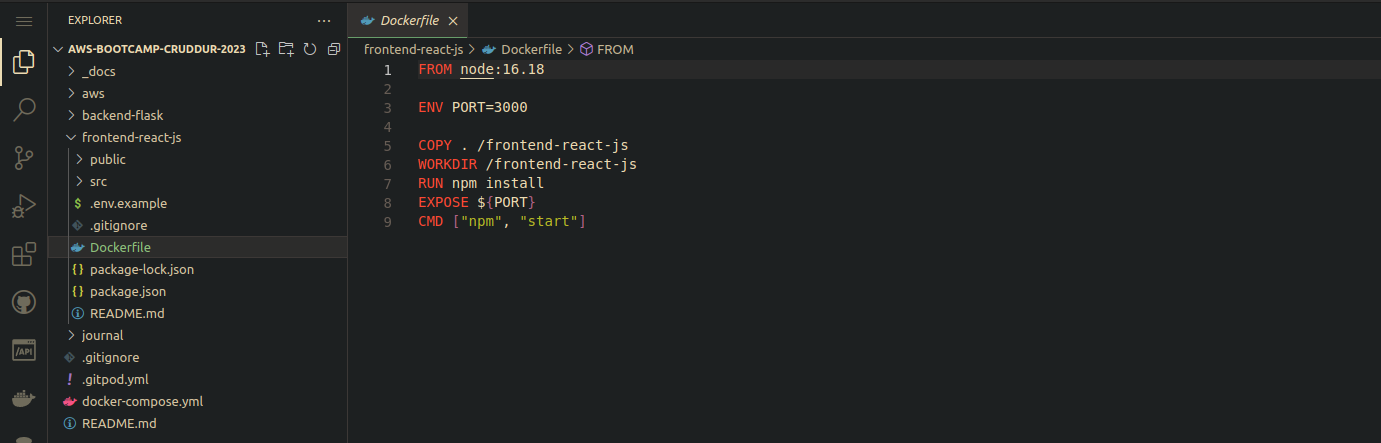 EXPLORER
AWS-BOOTCAMP-CRUDDUR-2023
_docs
aws
backend-flask
frontend-react-js
public
src
$ .env.example
.gitignore
Dockerfile
{} package-lock.json
{} package.json
README.md
journal
.gitignore
! .gitpod.yml
docker-compose.yml
README.md
/API
Dockerfile
frontend-react-js > Dockerfile > FROM
1 FROM node:16.18
2
3 ENV PORT=3000
4
5 COPY . /frontend-react-js
6 WORKDIR /frontend-react-js
7 RUN npm install
8 EXPOSE ${PORT}
9 CMD ["npm", "start"]